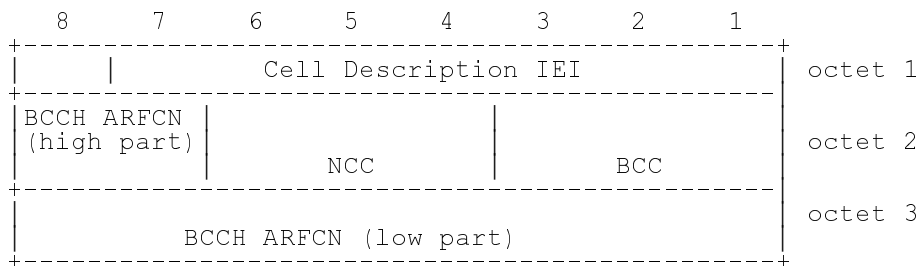 8 7 6 5 4 3 2 1
Cell Description IEI octet 1
BCCH ARFCN
(high part) octet 2
NCC BCC
octet 3
BCCH ARFCN (low part)